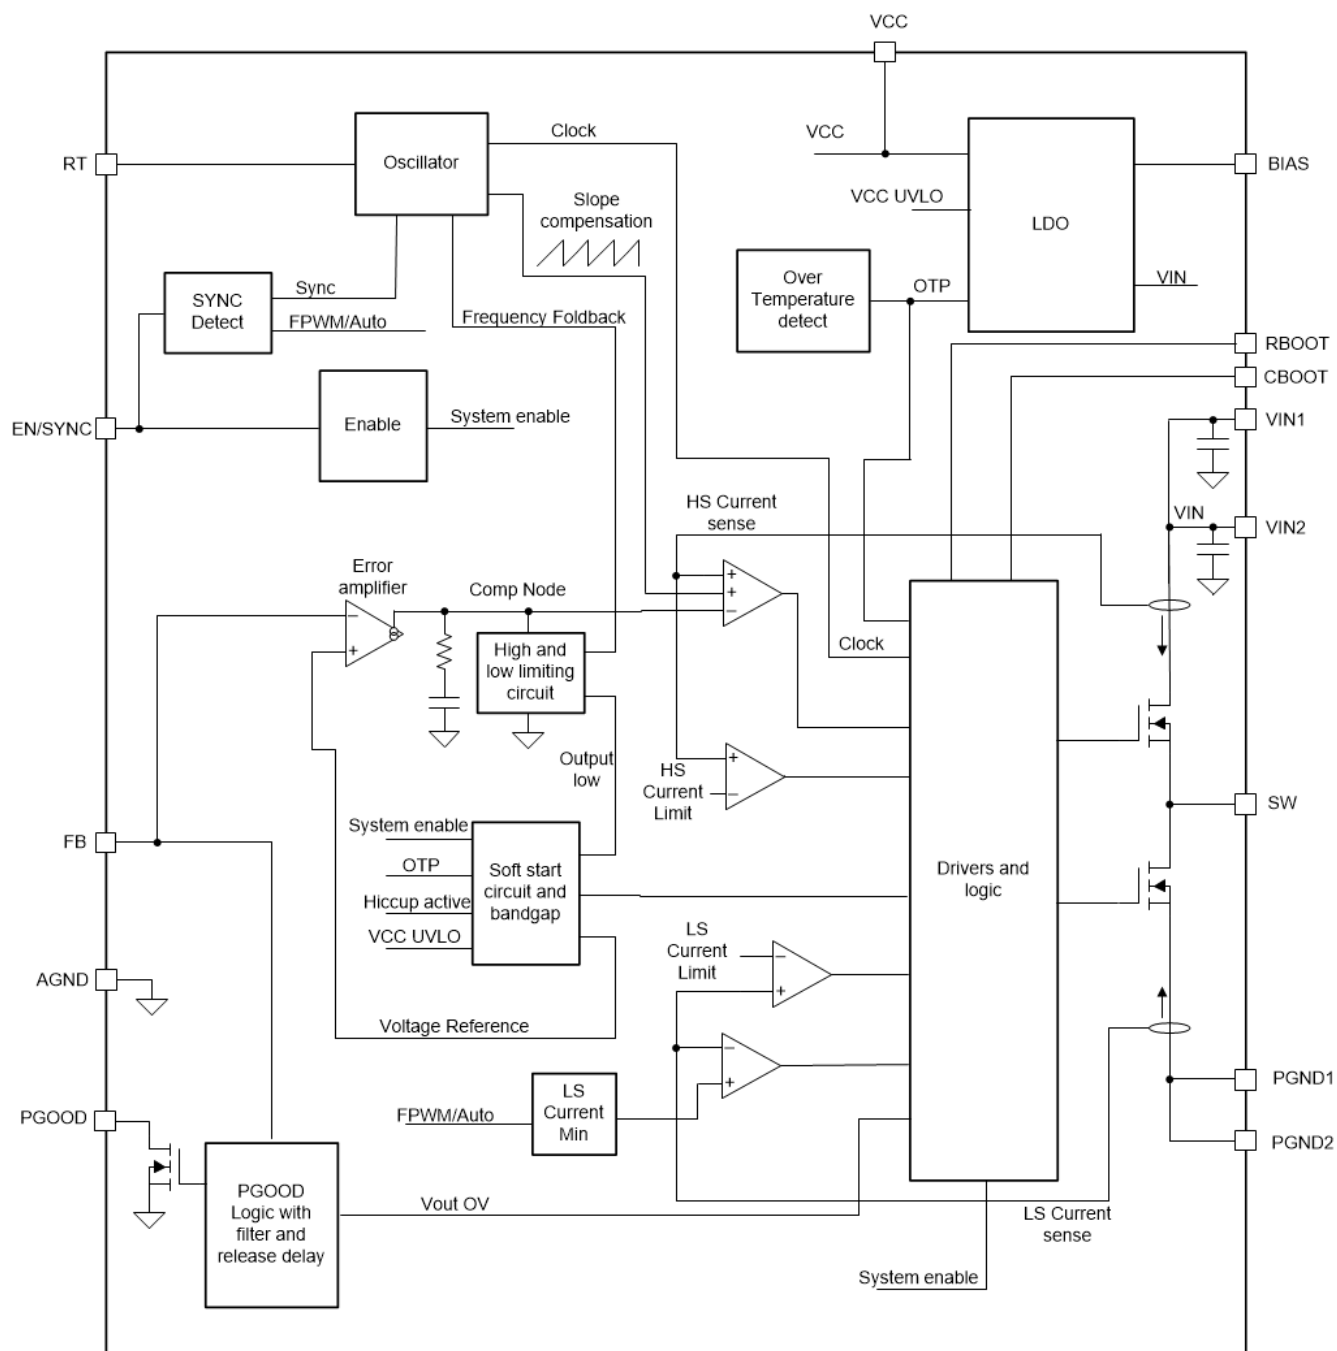 VCC
RT
Oscillator
Clock
Slope
compensation
VCC
VCC UVLO
LDO
BIAS
VIN
SYNC
Detect
Sync
FPWM/Auto
Frequency Foldback
Over
Temperature
detect
OTP
RBOOT
CBOOT
VIN1
EN/SYNC
Enable
System enable
HS Current
sense
VIN
VIN2
Error
amplifier
Comp Node
+
+
−
−
+
High and
low limiting
circuit
Clock
Output
low
HS
Current
Limit
+
−
SW
FB
System enable
OTP
Hiccup active
VCC UVLO
Soft start
circuit and
bandgap
Drivers and
logic
LS
Current
Limit
−
+
AGND
Voltage Reference
−
+
PGND1
PGOOD
FPWM/Auto
LS
Current
Min
PGND2
PGOOD
Logic with
filter and
release delay
Vout OV
LS Current
sense
System enable